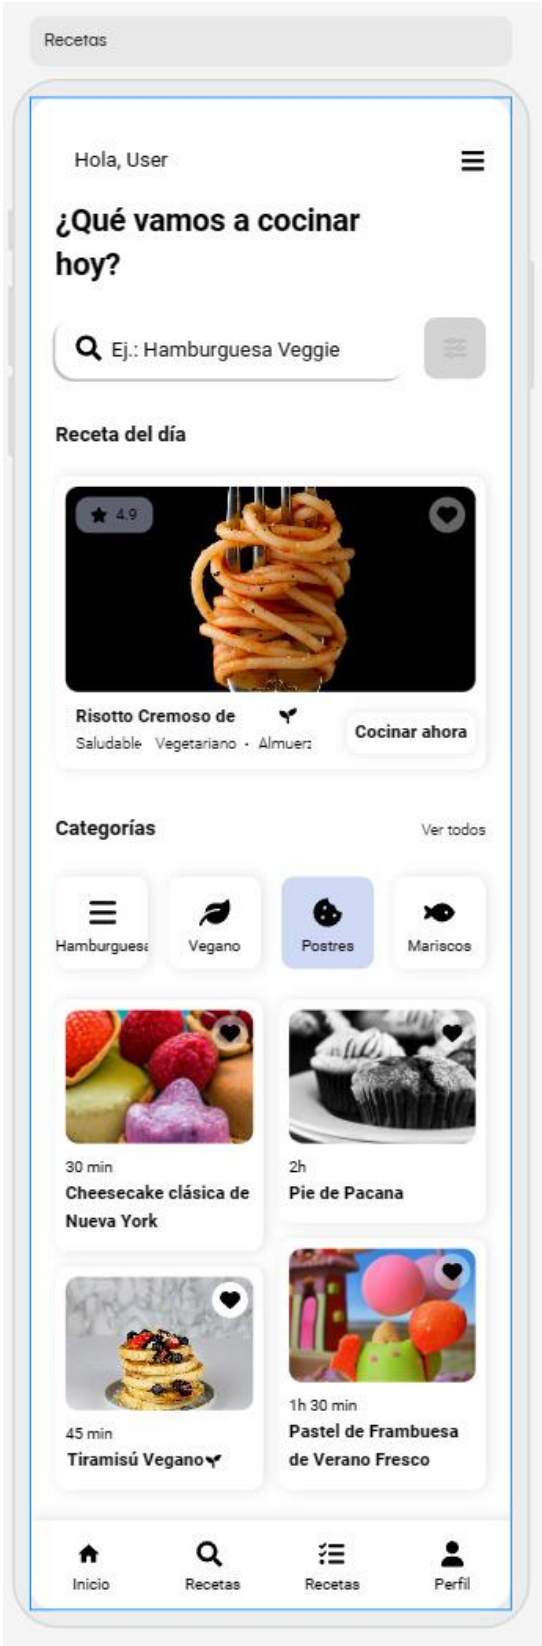 Recetas
Hola, User
¿Qué vamos a cocinar
hoy?
Ej.: Hamburguesa Veggie
Receta del día
4.9
Risotto Cremoso de
Saludable Vegetariano • Almuerz
Cocinar ahora
Categorías
Ver todos
Hamburguesa
Vegano
Postres
Mariscos
30 min
Cheesecake clásica de
Nueva York
2h
Pie de Pacana
45 min
Tiramisú Vegano
1h 30 min
Pastel de Frambuesa
de Verano Fresco
Inicio
Recetas
Recetas
Perfil